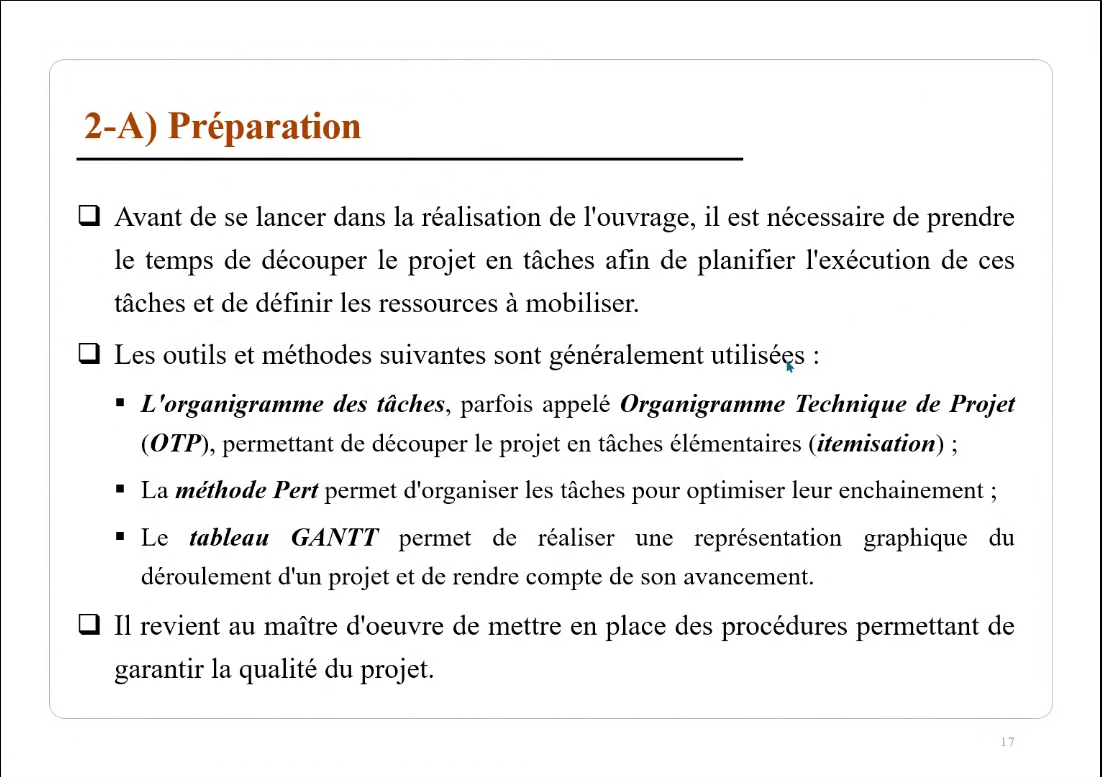 2-A) Préparation
❑ Avant de se lancer dans la réalisation de l'ouvrage, il est nécessaire de prendre
le temps de découper le projet en tâches afin de planifier l'exécution de ces
tâches et de définir les ressources à mobiliser.
❑ Les outils et méthodes suivantes sont généralement utilisées :
▪ L'organigramme des tâches, parfois appelé Organigramme Technique de Projet
(OTP), permettant de découper le projet en tâches élémentaires (itemisation) ;
▪ La méthode Pert permet d'organiser les tâches pour optimiser leur enchainement ;
▪ Le tableau GANTT permet de réaliser une représentation graphique du
déroulement d'un projet et de rendre compte de son avancement.
❑ Il revient au maître d'oeuvre de mettre en place des procédures permettant de
garantir la qualité du projet.
17